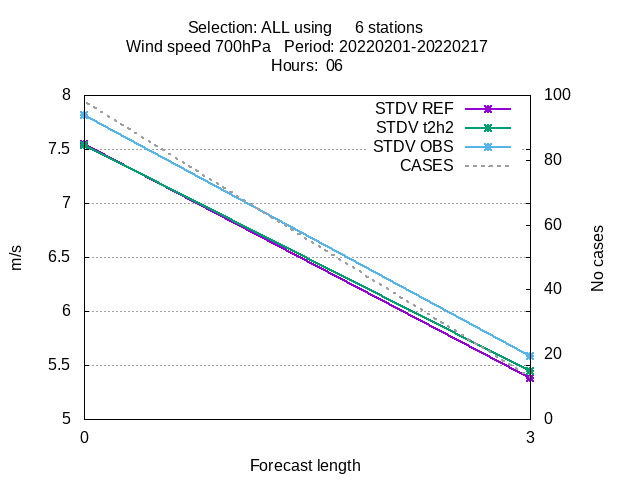 Selection: ALL using     6 stations
Wind speed 700hPa   Period: 20220201-20220217
Hours:  06
STDV REF
STDV t2h2
STDV OBS
CASES
8
7.5
7
6.5
6
5.5
5
100
80
60
40
20
0
m/s
No cases
0
3
Forecast length